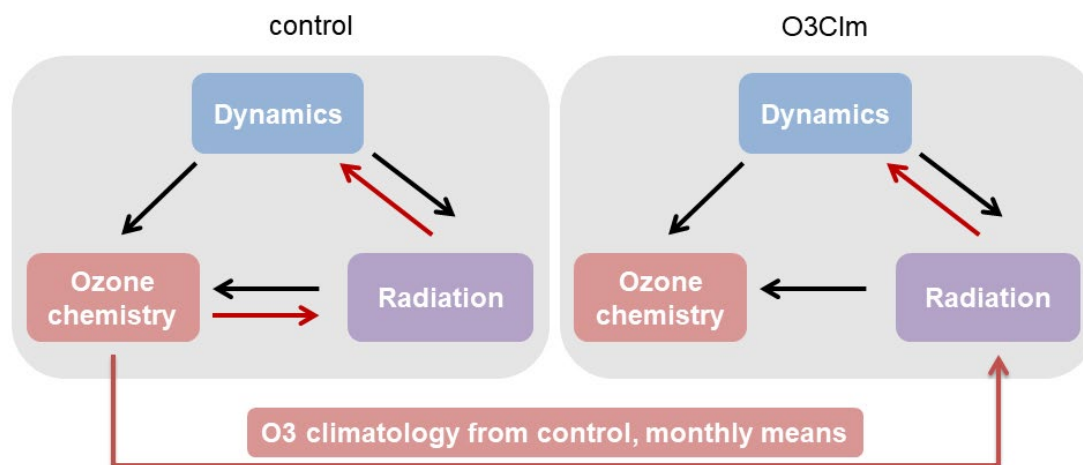 control
Dynamics
Ozone
chemistry
Radiation
O3Clm
Dynamics
Ozone
chemistry
Radiation
O3 climatology from control, monthly means